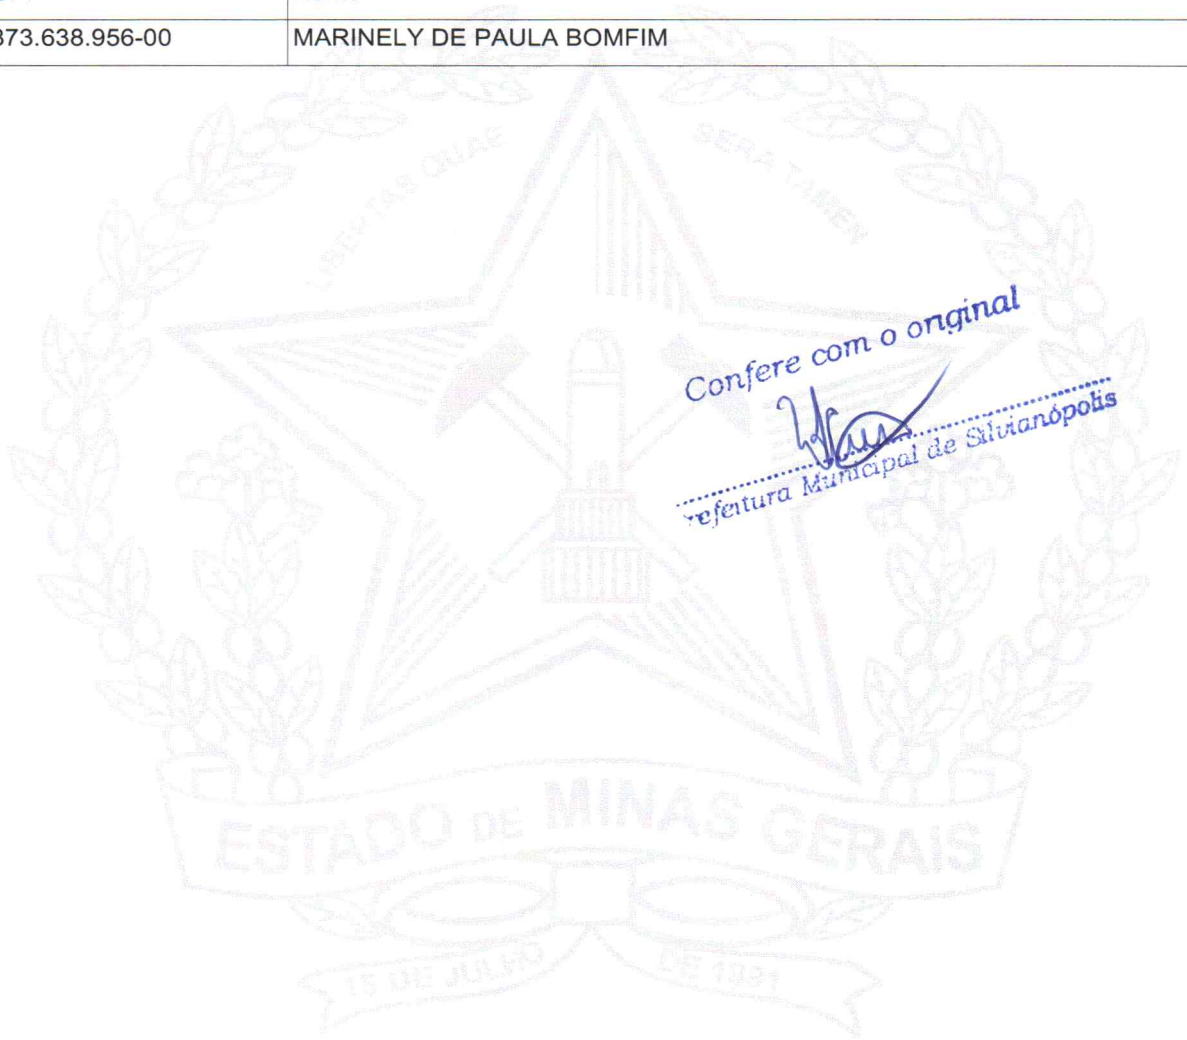 873.638.956-00 MARINELY DE PAULA BOMFIM
LIBERTAS QUAE SERA TAMEN
Confere com o original
refeitura Municipal de Silvianópolis
ESTADO DE MINAS GERAIS
15 DE JULHO DE 1891